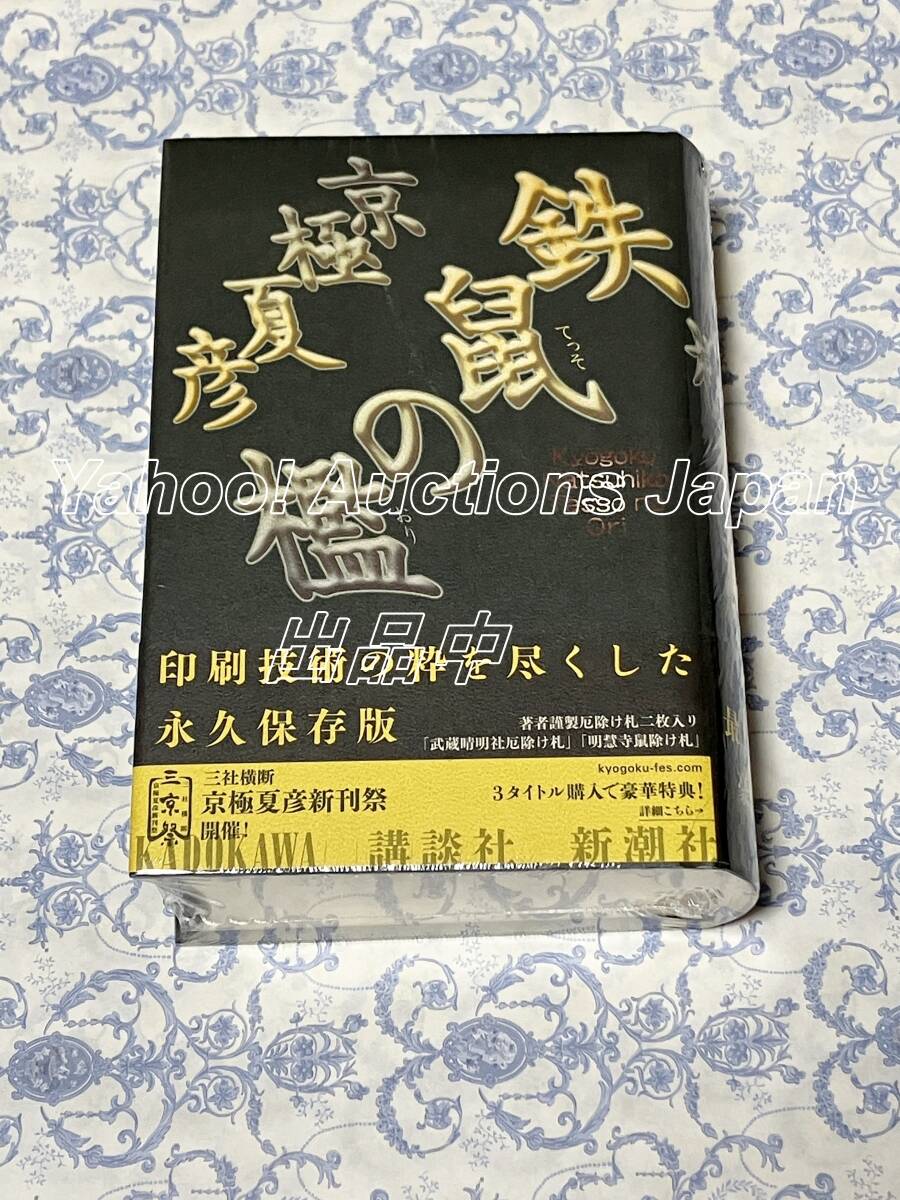 鉄鼠の檻
てっそ
おり
京極夏彦
Kyogoku
Ori
Yahoo! Auctions Japan
出品中
印刷技術の粋を尽くした
永久保存版
著者謹製厄除け札二枚入り
「武蔵晴明社厄除け札」「明慧寺鼠除け札」
三社横断
京極夏彦新刊祭
開催!
三京祭
kyogoku-fes.com
3タイトル購入で豪華特典!
詳細こちら→
KADOKAWA 講談社 新潮社